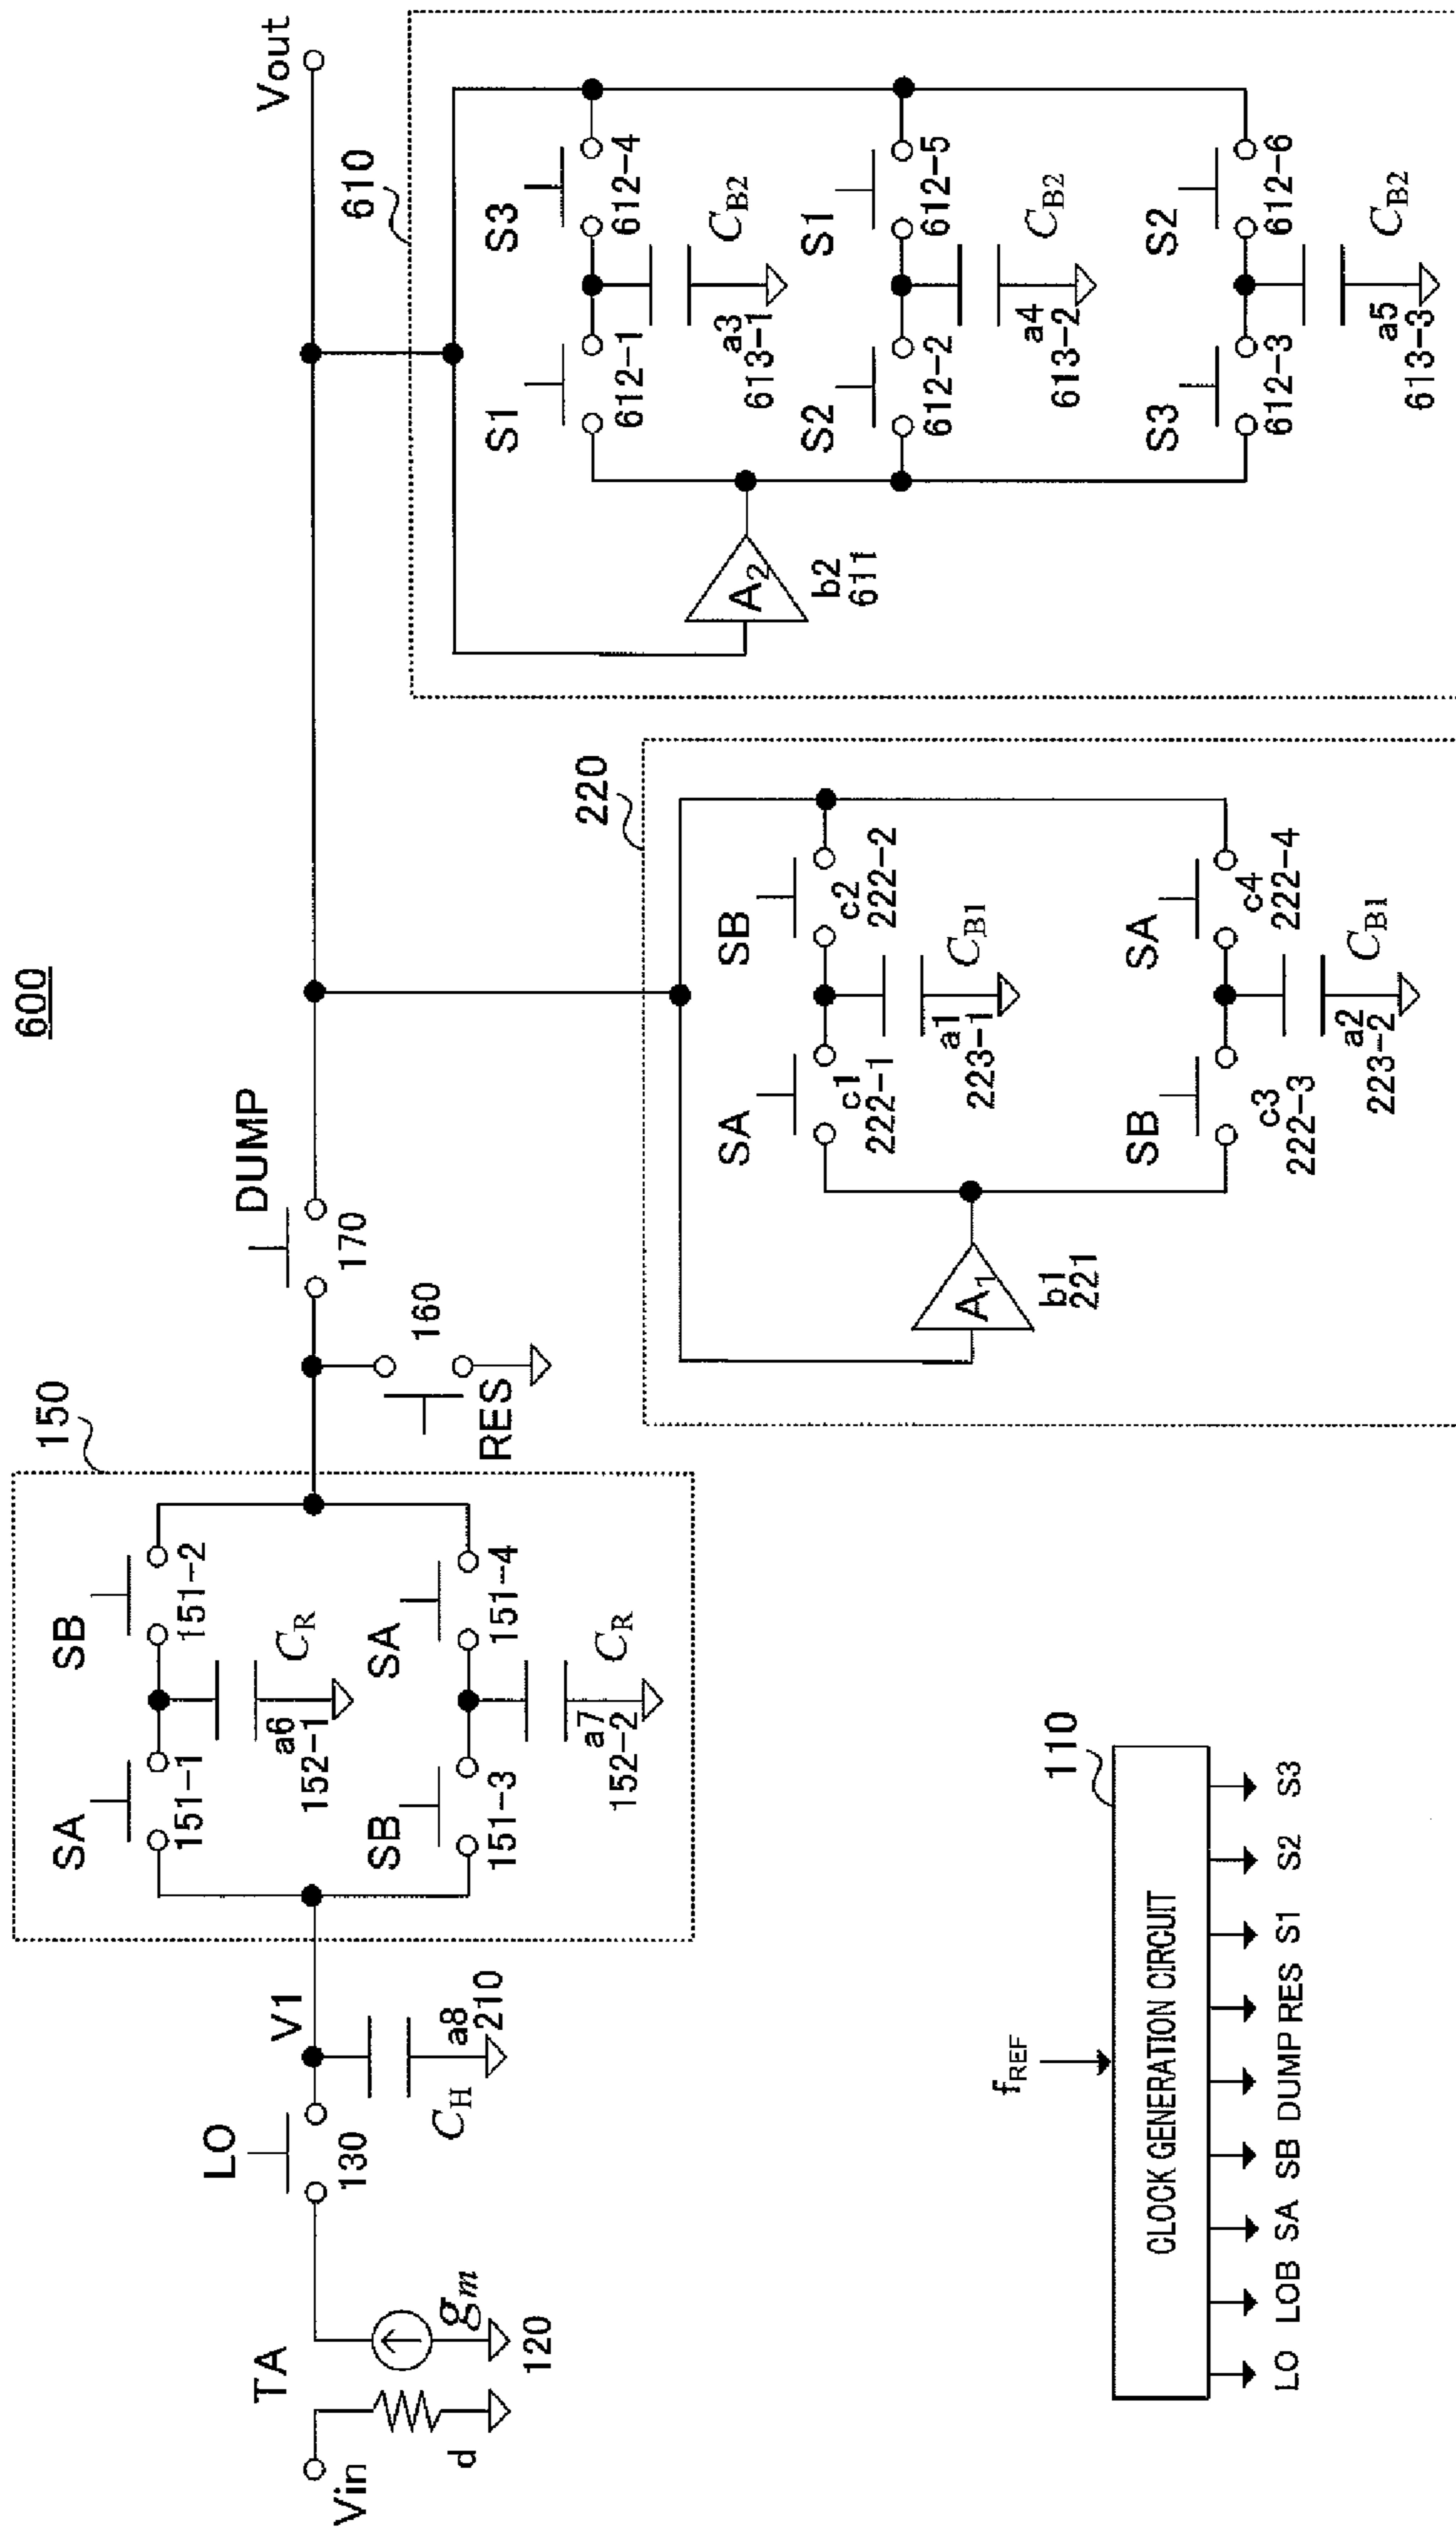 600
Vin
d
TA
gm
120
LO
130
V1
CH
a8
210
150
SA
151-1
SB
151-2
a6
152-1
CR
SB
151-3
SA
151-4
a7
152-2
CR
160
RES
DUMP
170
Vout
220
A1
b1
221
SA
c1
222-1
SB
c2
222-2
a1
223-1
CB1
SB
c3
222-3
SA
c4
222-4
a2
223-2
CB1
610
A2
b2
611
S1
612-1
S3
612-4
a3
613-1
CB2
S2
612-2
S1
612-5
a4
613-2
CB2
S3
612-3
S2
612-6
a5
613-3
CB2
fREF
110
CLOCK GENERATION CIRCUIT
LO LOB SA SB DUMP RES S1 S2 S3